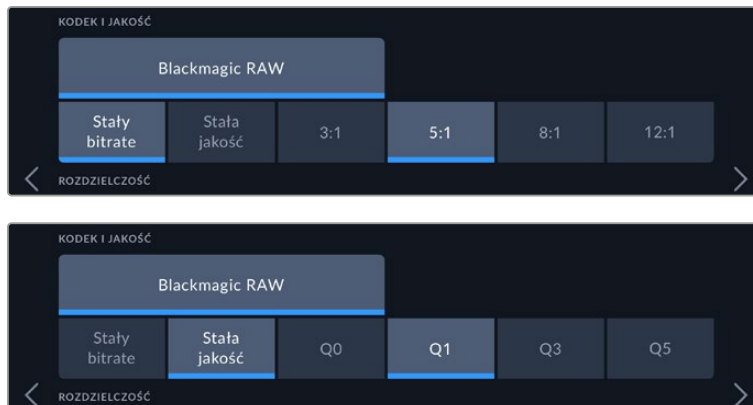 KODEK I JAKOŚĆ
Blackmagic RAW
Stały bitrate Stała jakość 3:1 5:1 8:1 12:1
ROZDZIELCZOŚĆ
KODEK I JAKOŚĆ
Blackmagic RAW
Stały bitrate Stała jakość Q0 Q1 Q3 Q5
ROZDZIELCZOŚĆ